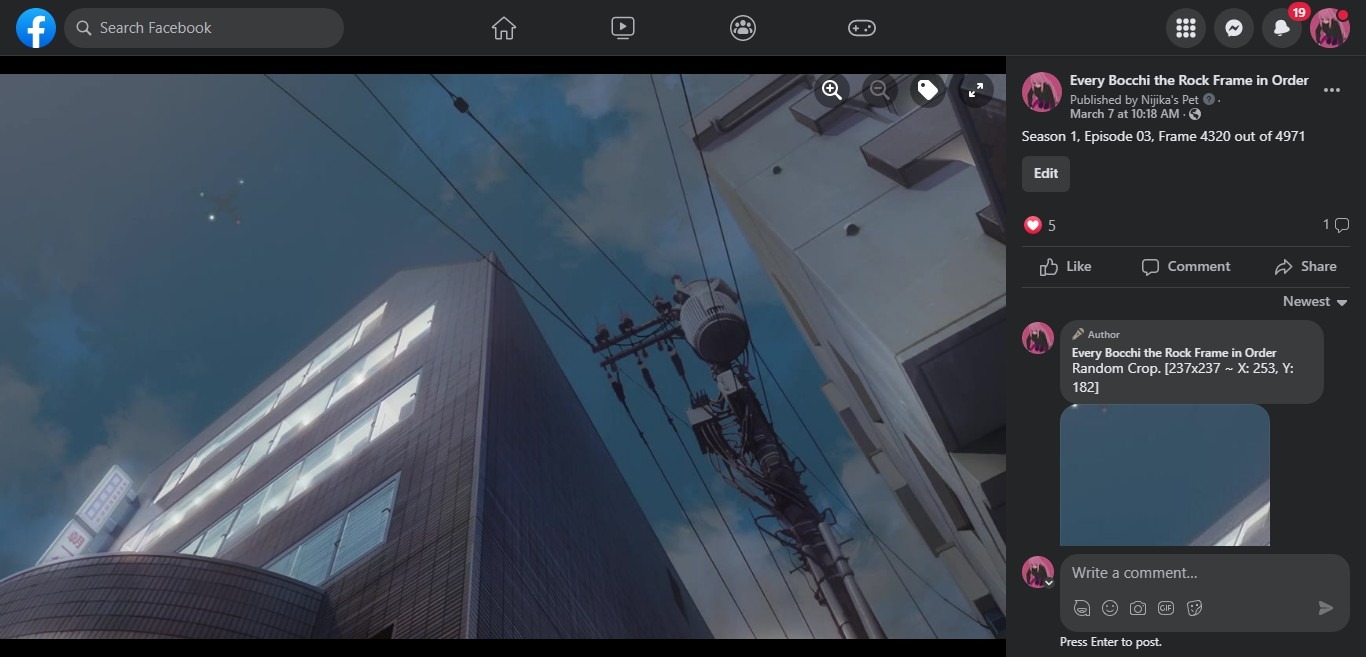 Search Facebook
19
Every Bocchi the Rock Frame in Order
Published by Nijika's Pet ·
March 7 at 10:18 AM ·
Season 1, Episode 03, Frame 4320 out of 4971
Edit
5
1
Like
Comment
Share
Newest
Author
Every Bocchi the Rock Frame in Order
Random Crop. [237x237 ~ X: 253, Y:
182]
Write a comment...
GIF
Press Enter to post.